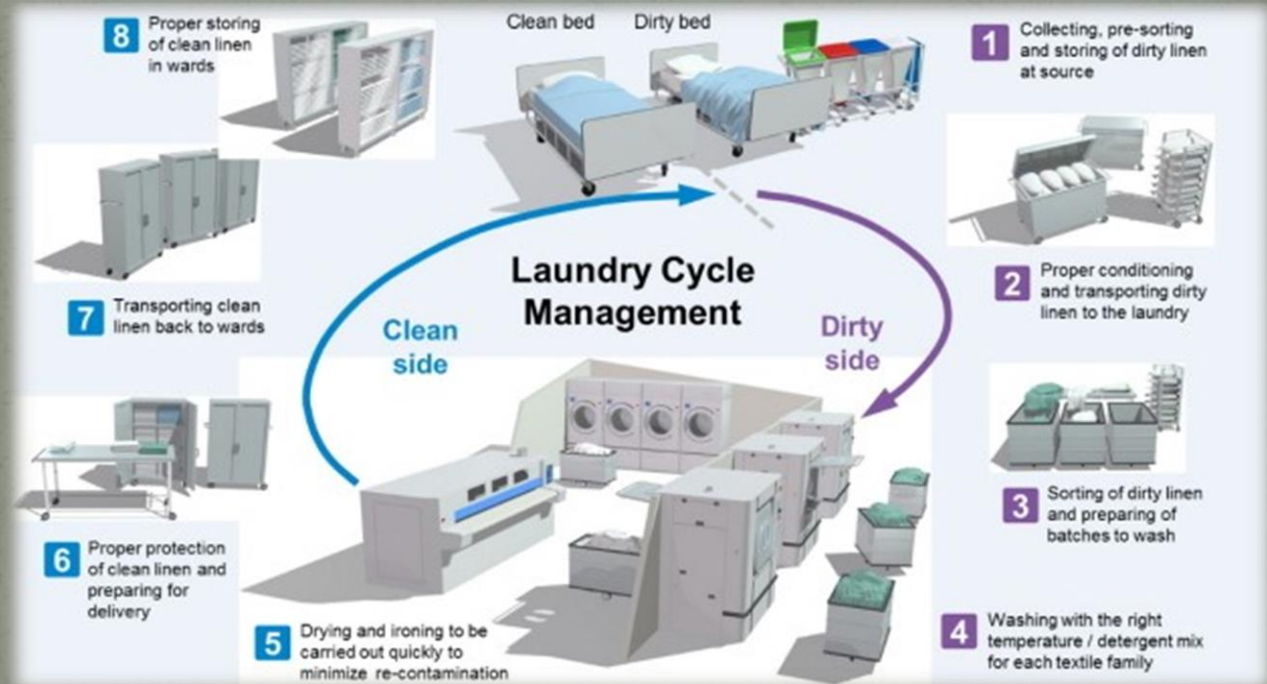 Clean bed
Dirty bed
1
Collecting, pre-sorting
and storing of dirty linen
at source
2
Proper conditioning
and transporting dirty
linen to the laundry
3
Sorting of dirty linen
and preparing of
batches to wash
4
Washing with the right
temperature / detergent mix
for each textile family
5
Drying and ironing to be
carried out quickly to
minimize re-contamination
6
Proper protection
of clean linen and
preparing for
delivery
7
Transporting clean
linen back to wards
8
Proper storing
of clean linen
in wards
Laundry Cycle
Management
Clean
side
Dirty
side